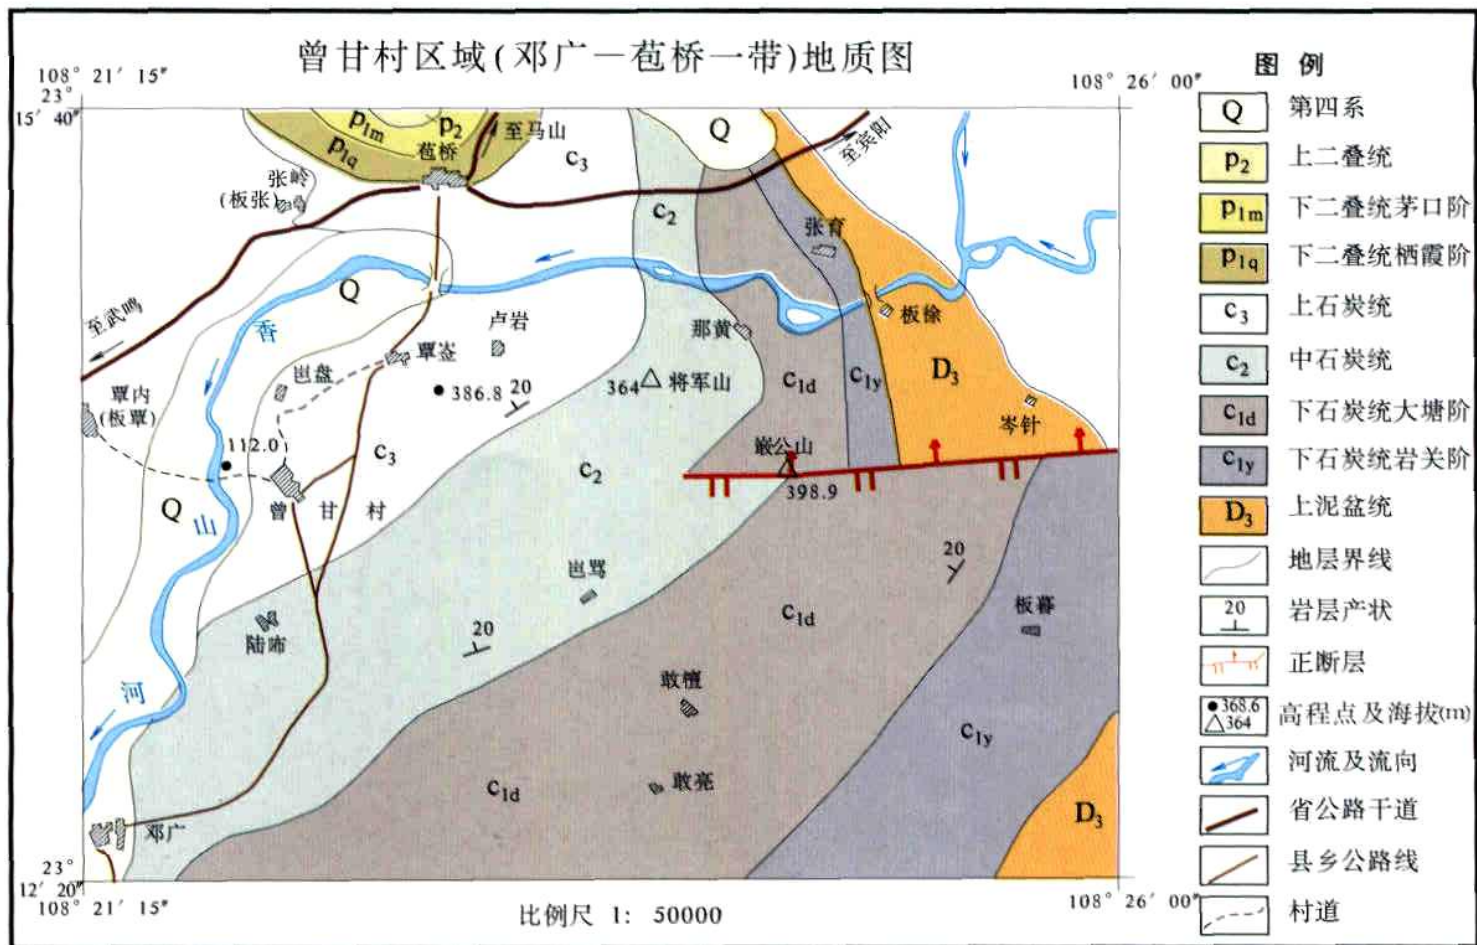 曾甘村区域(邓广—苞桥一带)地质图
108° 21′ 15″
108° 26′ 00″
23°
15′ 40″
P1m
P2
P1q
苞桥
至马山
C3
Q
至宾阳
张岭
(板张)
C2
张育
Q
香
至武鸣
卢岩
那黄
板徐
覃峦
岜盘
364
将军山
C1d
C1y
D3
覃内
(板覃)
386.8
20
岑针
112.0
C3
C2
嵌公山
398.9
Q
山
曾甘村
20
岜骂
C1d
板暮
陆㘵
20
河
敢檀
C1y
敢亮
C1d
D3
邓广
23°
12′ 20″
108° 21′ 15″
108° 26′ 00″
比例尺 1: 50000
图例
Q 第四系
P2 上二叠统
P1m 下二叠统茅口阶
P1q 下二叠统栖霞阶
C3 上石炭统
C2 中石炭统
C1d 下石炭统大塘阶
C1y 下石炭统岩关阶
D3 上泥盆统
地层界线
20 岩层产状
正断层
368.6
364
高程点及海拔(m)
河流及流向
省公路干道
县乡公路线
村道